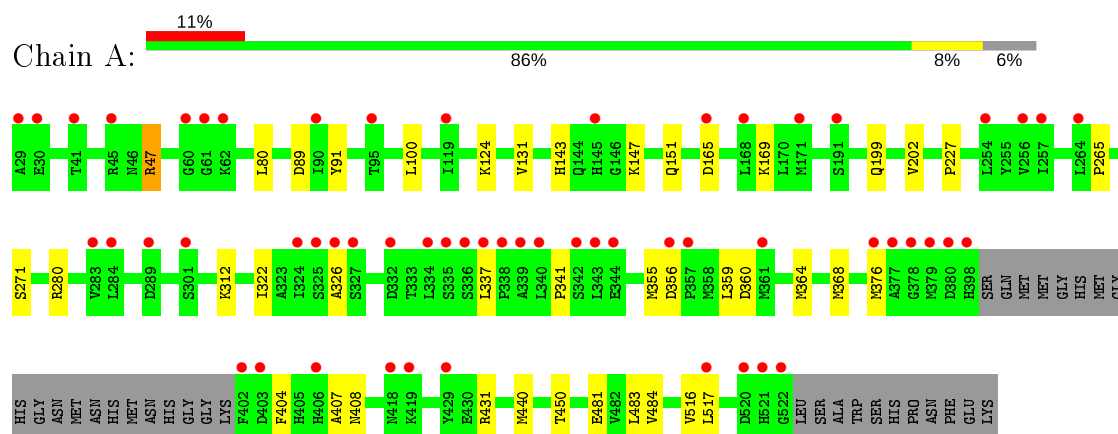 11%
Chain A:
86% 8% 6%
A29 E30 T41 R45 N46 R47 G60 G61 K62 L80 D89 I90 Y91 T95 L100 I119 K124 V131 H143 Q144 H145 G146 K147 Q151 D165 L168 K169 L170 M171 S191 Q199 V202 P227 L254 Y255 V256 I257 L264 P265
S271 R280 V283 L284 D289 S301 K312 I322 A323 I324 S325 A326 S327 D332 T333 L334 S335 S336 L337 P338 A339 L340 P341 S342 L343 E344 M355 D356 P357 M358 L359 D360 M361 M364 M368 M376 A377 G378 M379 D380 H398 SER GLN MET MET GLY HIS MET GLY
HIS GLY ASN MET ASN HIS MET ASN HIS GLY GLY LYS F402 D403 F404 H405 H406 A407 N408 N418 K419 Y429 E430 R431 M440 T450 E481 V482 L483 V484 V516 L517 D520 H521 G522 LEU SER ALA TRP SER HIS PRO ASN PHE GLU LYS